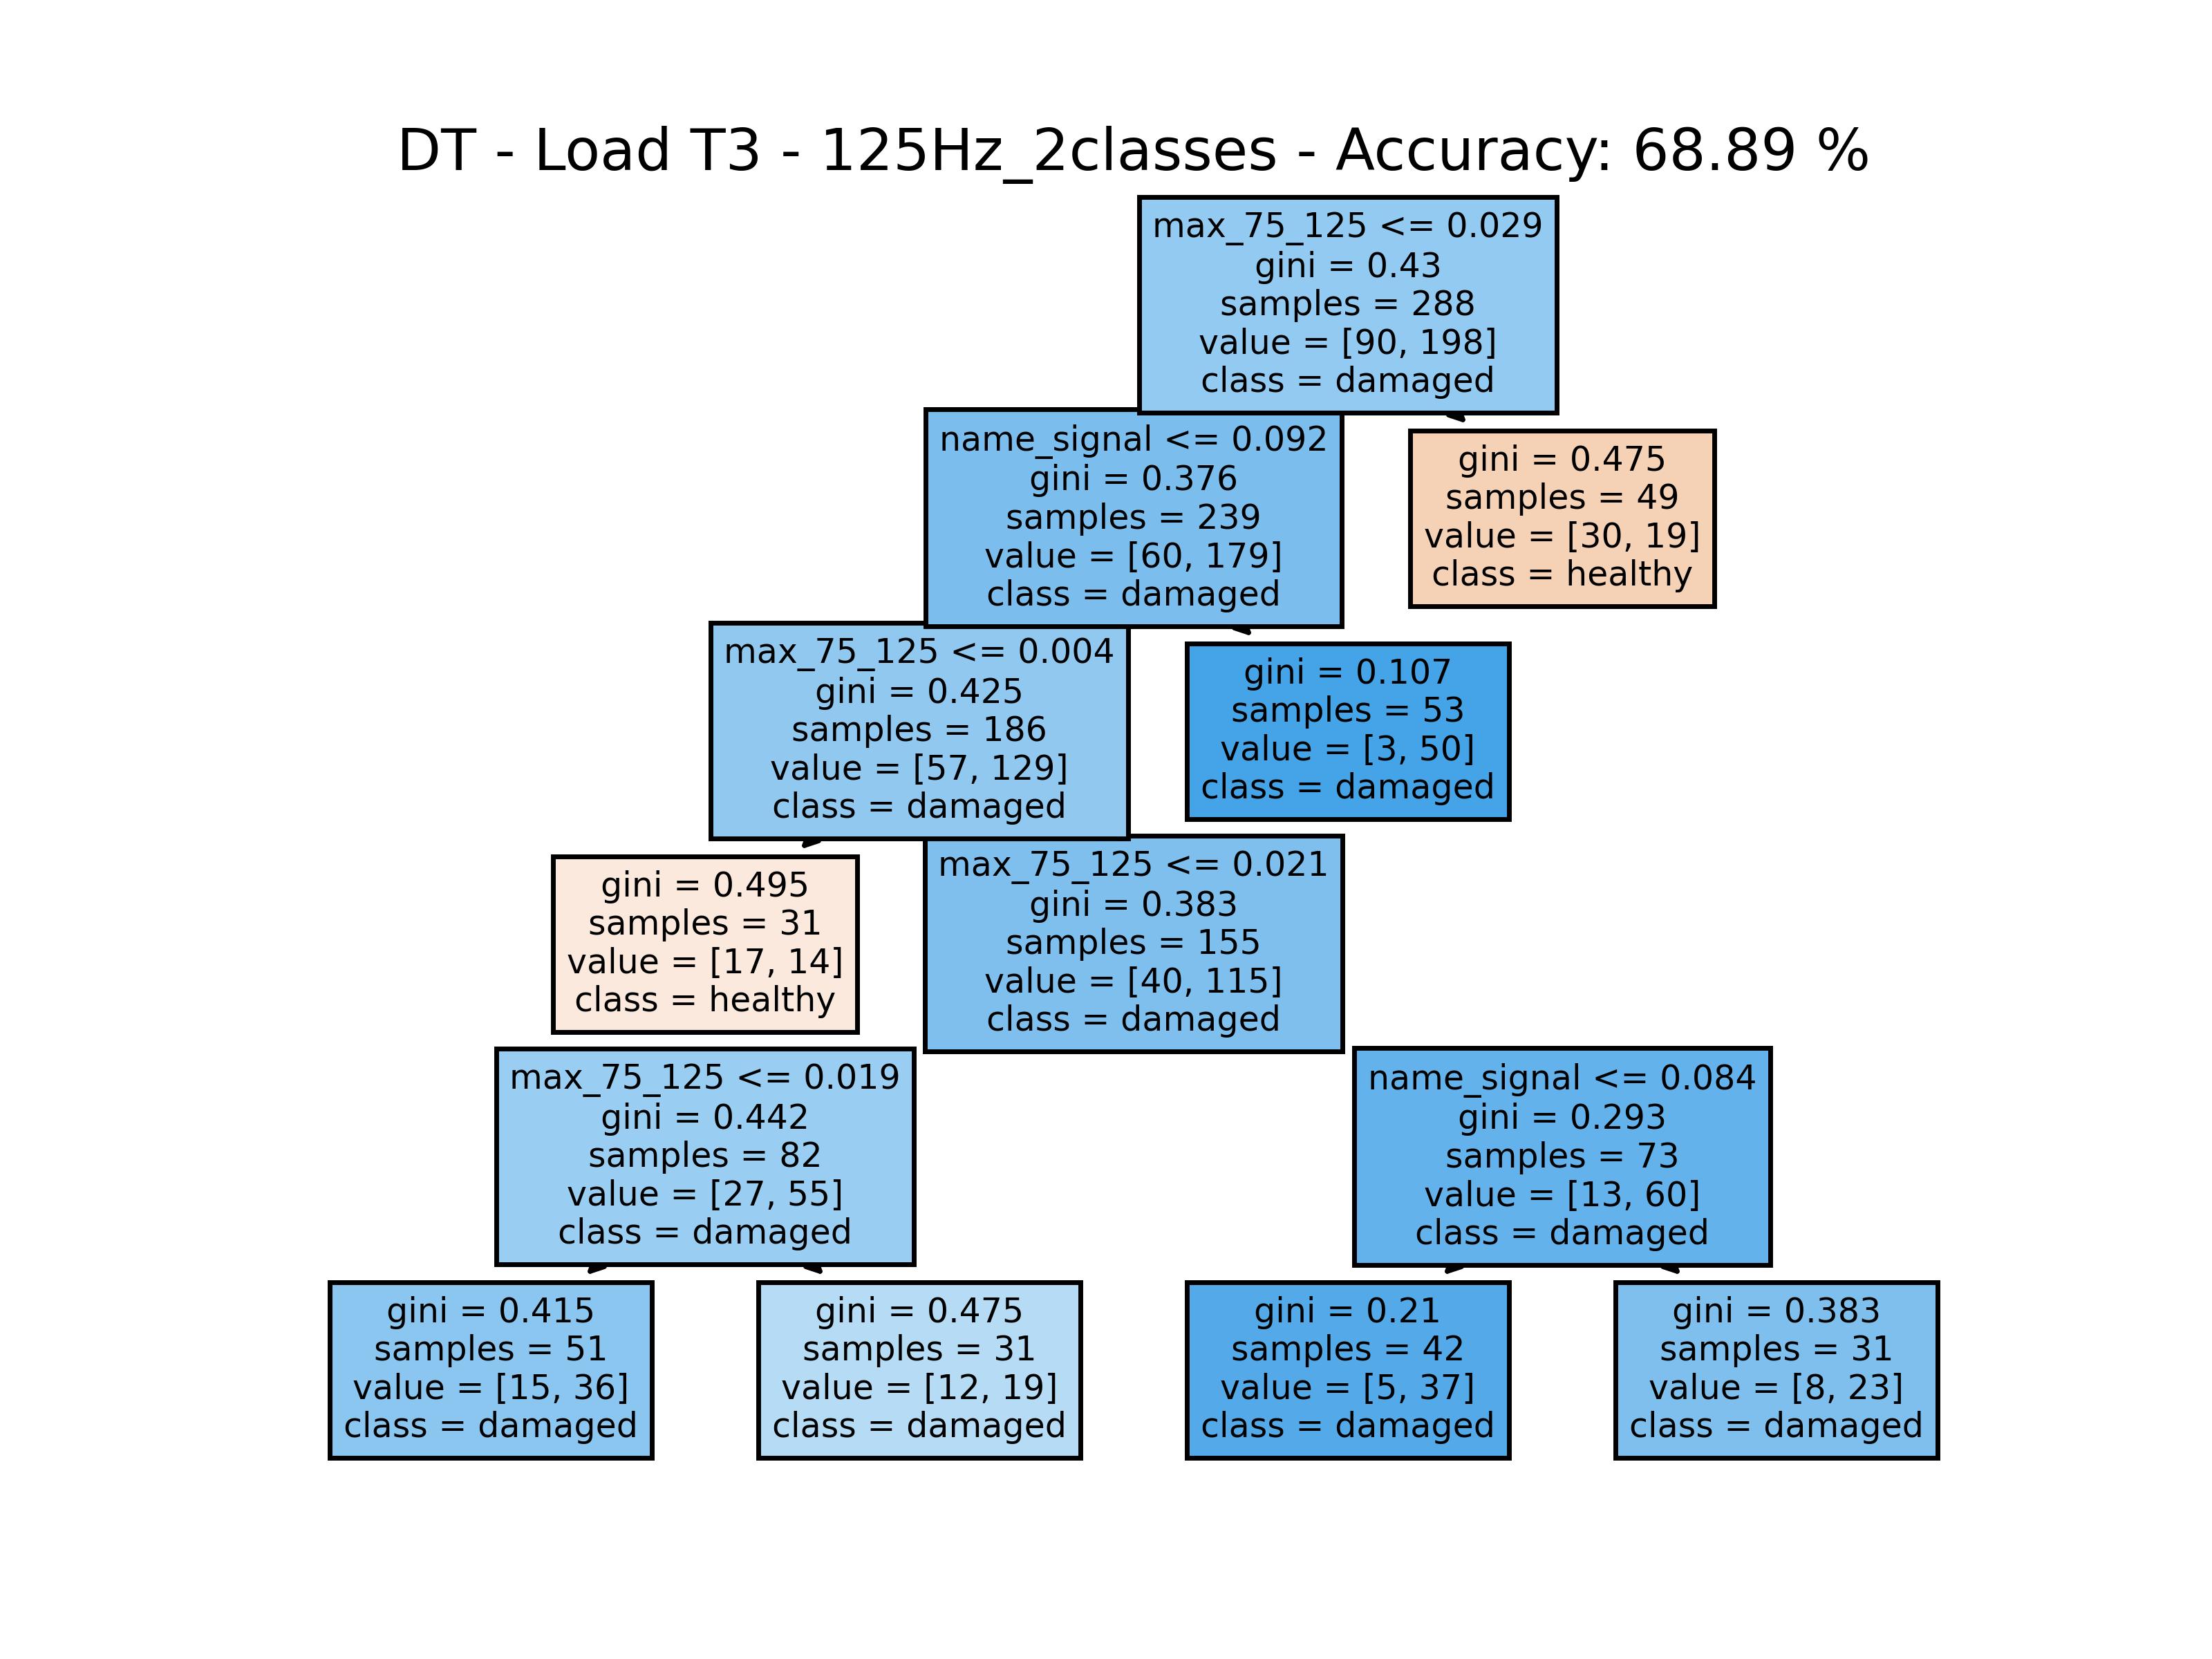 DT - Load T3 - 125Hz_2classes - Accuracy: 68.89 %
max_75_125 <= 0.029
gini = 0.43
samples = 288
value = [90, 198]
class = damaged
name_signal <= 0.092
gini = 0.376
samples = 239
value = [60, 179]
class = damaged
gini = 0.475
samples = 49
value = [30, 19]
class = healthy
max_75_125 <= 0.004
gini = 0.425
samples = 186
value = [57, 129]
class = damaged
gini = 0.107
samples = 53
value = [3, 50]
class = damaged
gini = 0.495
samples = 31
value = [17, 14]
class = healthy
max_75_125 <= 0.021
gini = 0.383
samples = 155
value = [40, 115]
class = damaged
max_75_125 <= 0.019
gini = 0.442
samples = 82
value = [27, 55]
class = damaged
name_signal <= 0.084
gini = 0.293
samples = 73
value = [13, 60]
class = damaged
gini = 0.415
samples = 51
value = [15, 36]
class = damaged
gini = 0.475
samples = 31
value = [12, 19]
class = damaged
gini = 0.21
samples = 42
value = [5, 37]
class = damaged
gini = 0.383
samples = 31
value = [8, 23]
class = damaged